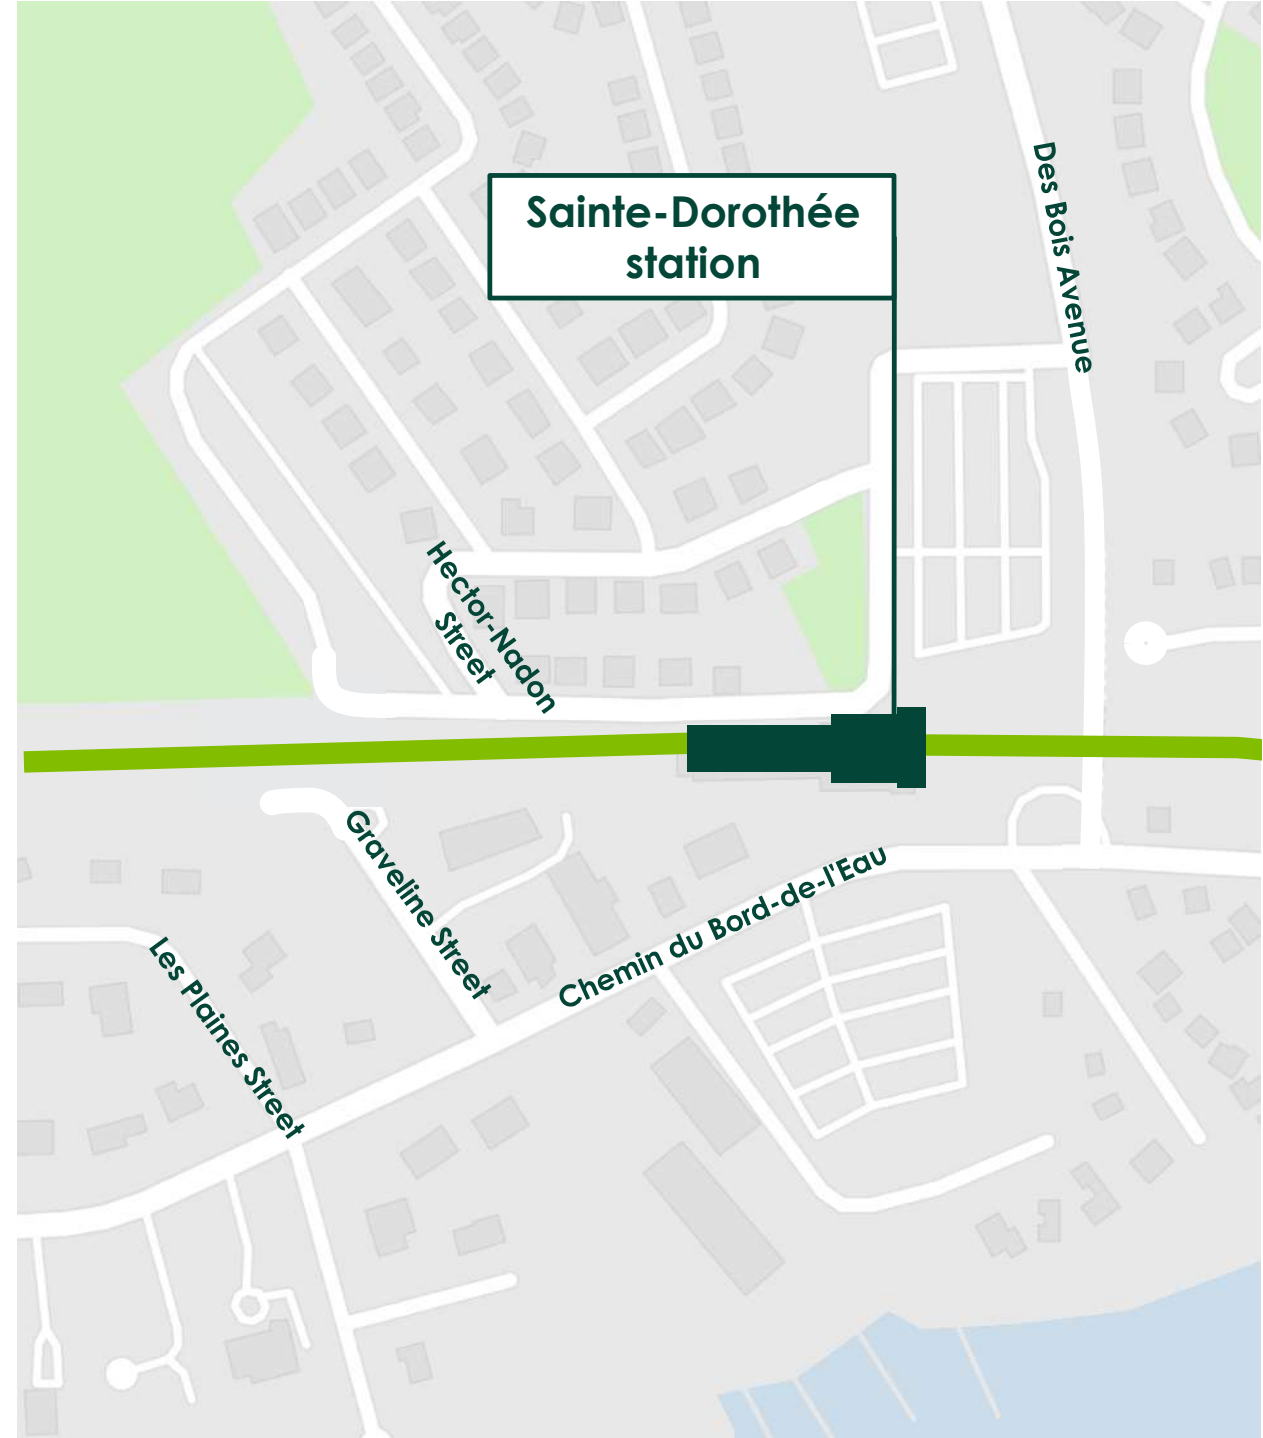 Sainte-Dorothée
station
Des Bois Avenue
Hector-Nadon
Street
Graveline Street
Chemin du Bord-de-l'Eau
Les Plaines Street